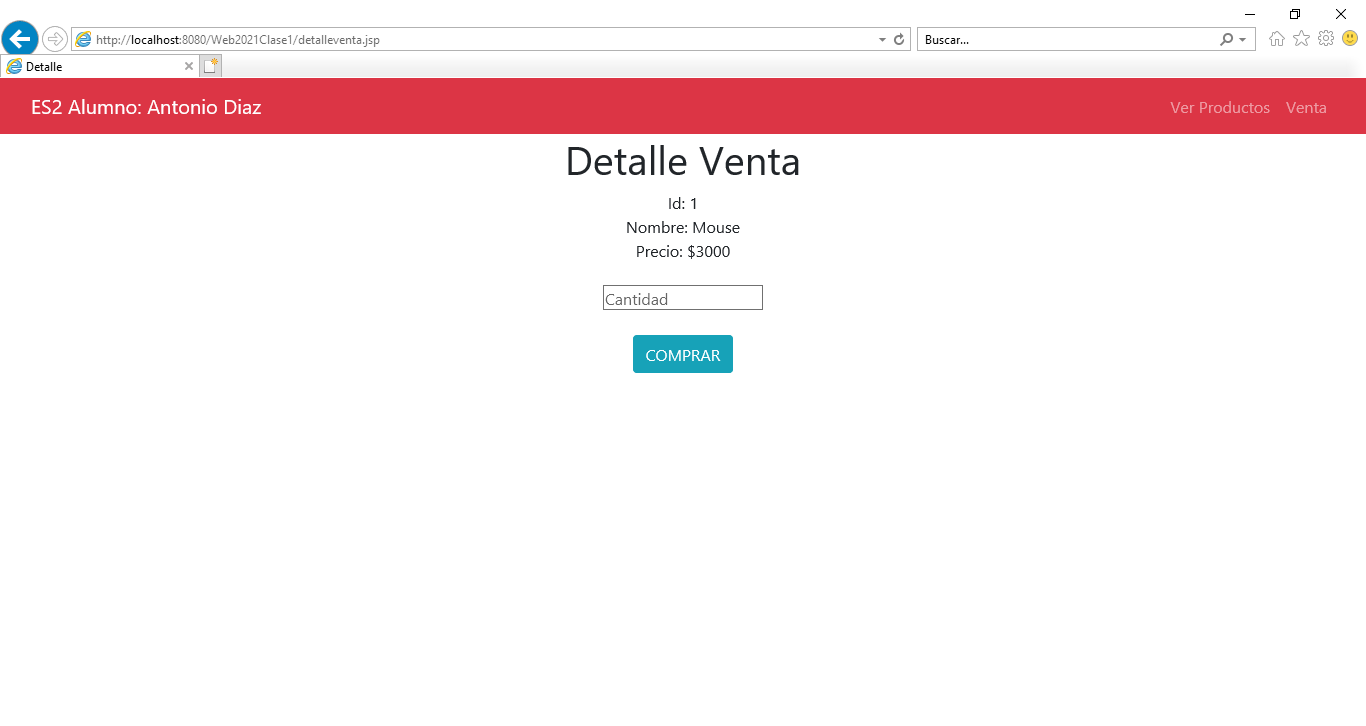 http://localhost:8080/Web2021Clase1/detalleventa.jsp
Buscar...
Detalle
ES2 Alumno: Antonio Diaz
Ver Productos
Venta
Detalle Venta
Id: 1
Nombre: Mouse
Precio: $3000
Cantidad
COMPRAR